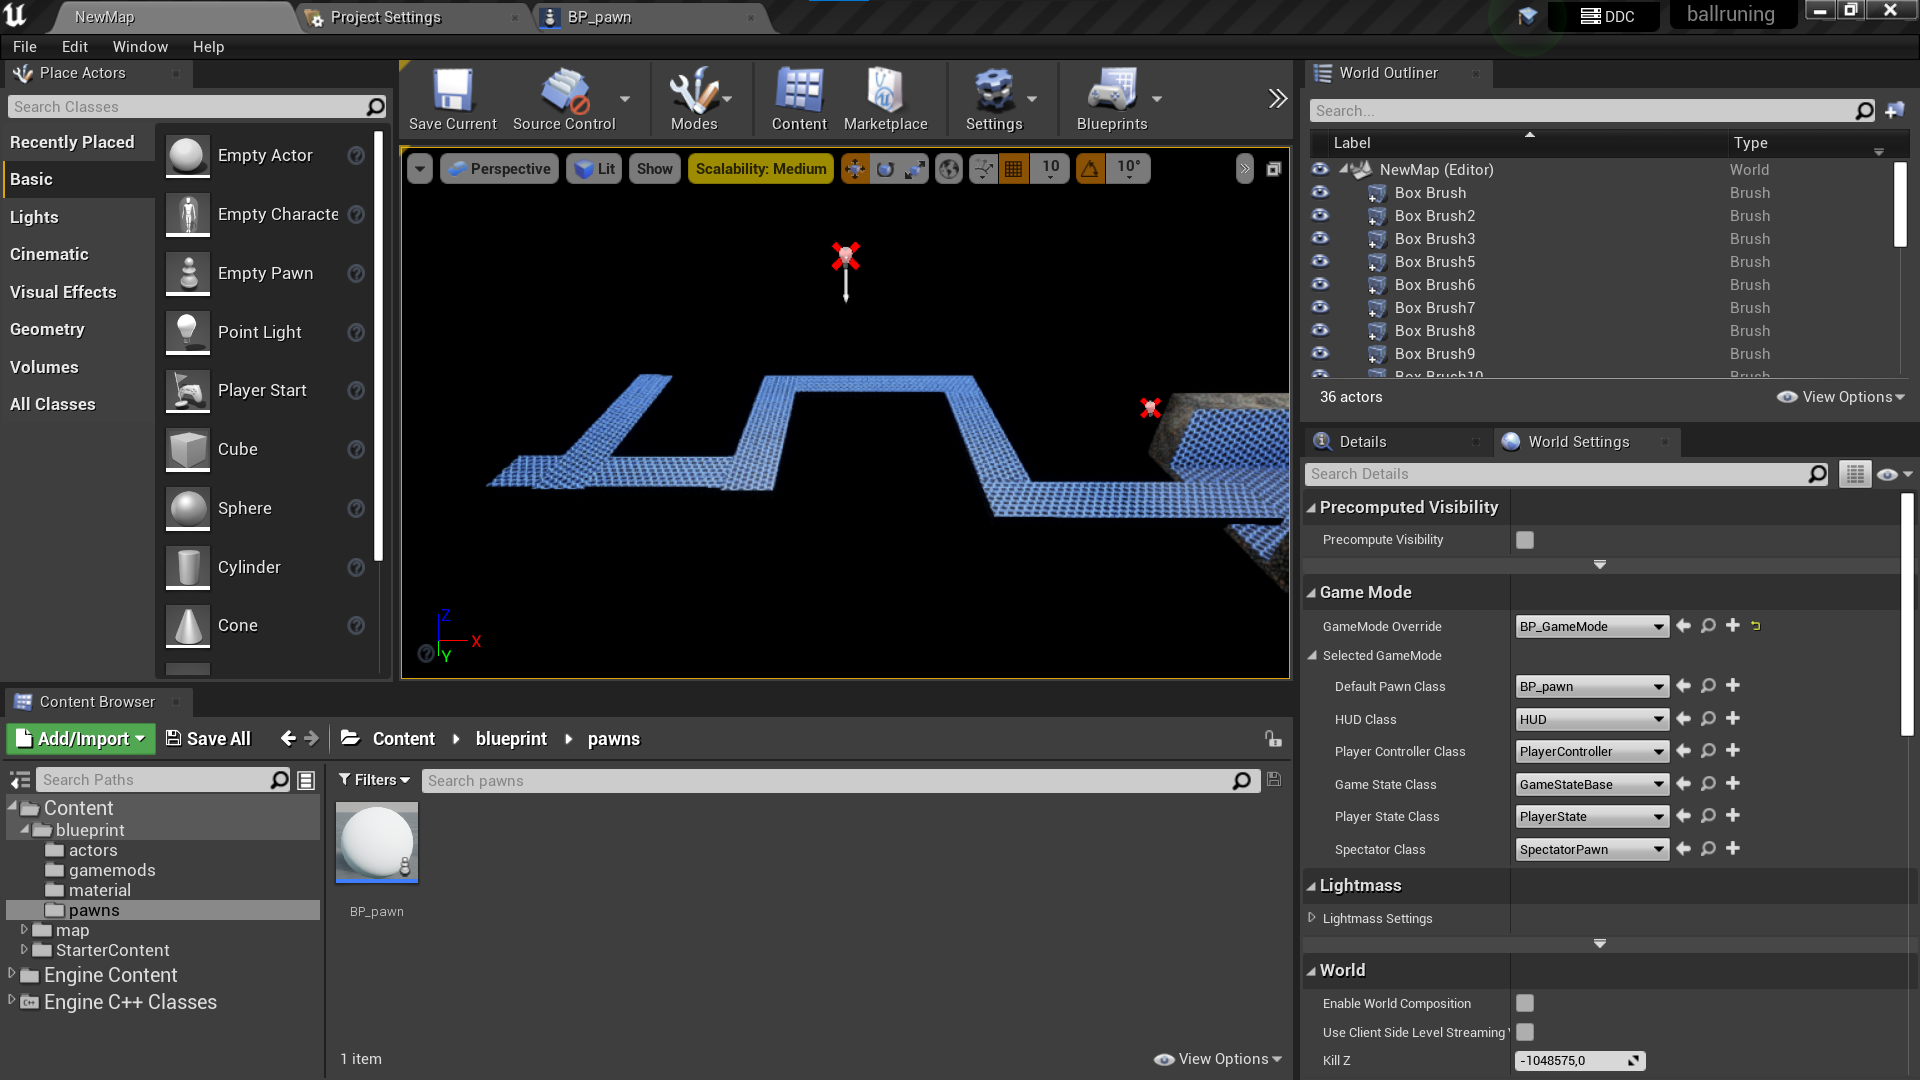 NewMap
Project Settings
BP_pawn
DDC
ballruning
File Edit Window Help
Place Actors
Search Classes
Recently Placed
Basic
Lights
Cinematic
Visual Effects
Geometry
Volumes
All Classes
Empty Actor
Empty Characte
Empty Pawn
Point Light
Player Start
Cube
Sphere
Cylinder
Cone
Save Current
Source Control
Modes
Content
Marketplace
Settings
Blueprints
Perspective
Lit
Show
Scalability: Medium
10
10°
Z
X
Y
World Outliner
Search...
Label Type
NewMap (Editor) World
Box Brush Brush
Box Brush2 Brush
Box Brush3 Brush
Box Brush5 Brush
Box Brush6 Brush
Box Brush7 Brush
Box Brush8 Brush
Box Brush9 Brush
Box Brush10 Brush
36 actors
View Options
Details
World Settings
Search Details
Precomputed Visibility
Precompute Visibility
Game Mode
GameMode Override BP_GameMode
Selected GameMode
Default Pawn Class BP_pawn
HUD Class HUD
Player Controller Class PlayerController
Game State Class GameStateBase
Player State Class PlayerState
Spectator Class SpectatorPawn
Lightmass
Lightmass Settings
World
Enable World Composition
Use Client Side Level Streaming
Kill Z -1048575,0
Content Browser
Add/Import
Save All
Content
blueprint
pawns
Search Paths
Filters
Search pawns
Content
blueprint
actors
gamemods
material
pawns
map
StarterContent
Engine Content
Engine C++ Classes
BP_pawn
1 item
View Options